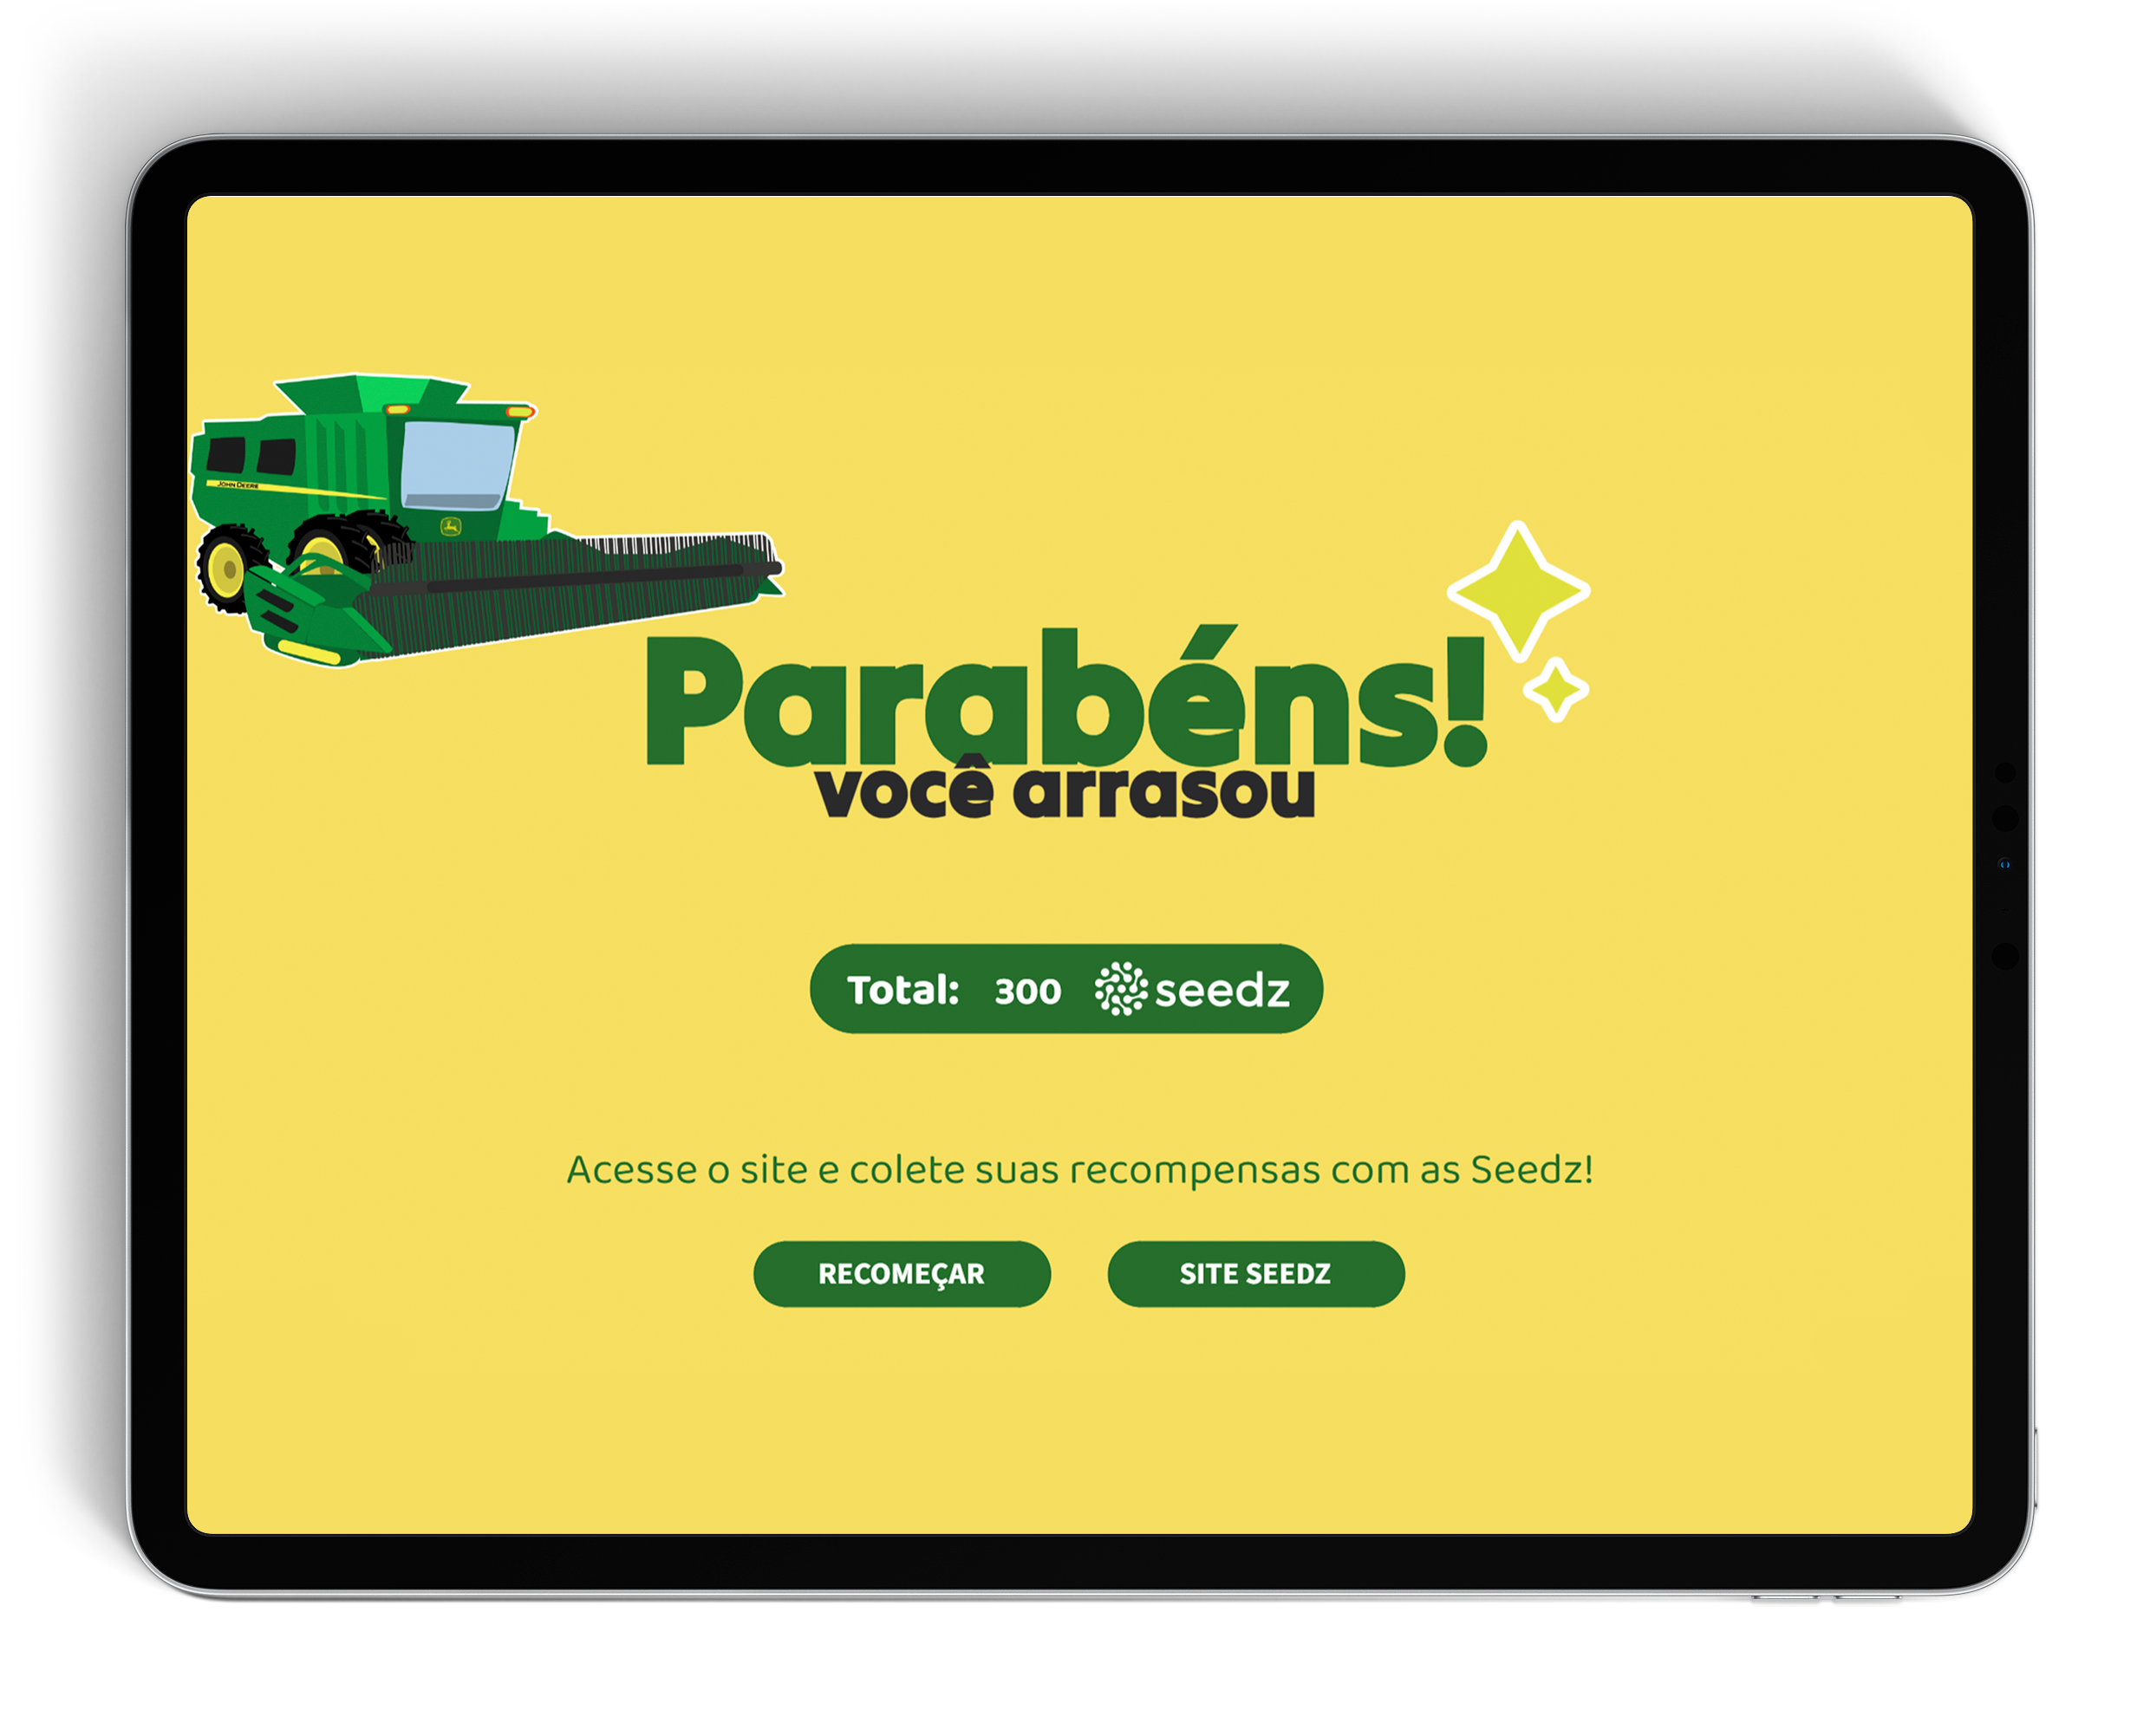 JOHN DEERE
Parabéns!
você arrasou
Total: 300 seedz
Acesse o site e colete suas recompensas com as Seedz!
RECOMEÇAR SITE SEEDZ